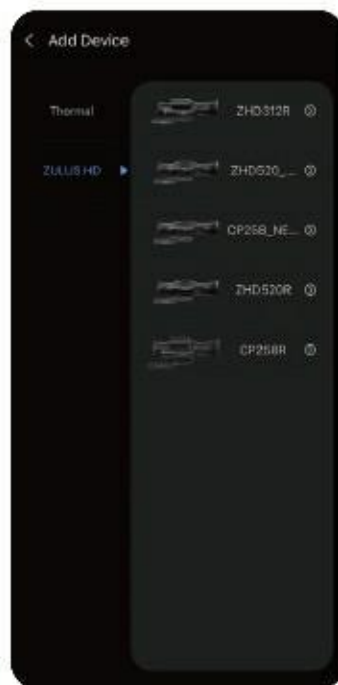 Add Device
Thermal
ZULUS HD
ZHD312R
ZHD520_...
CP258_NE...
ZHD520R
CP258R